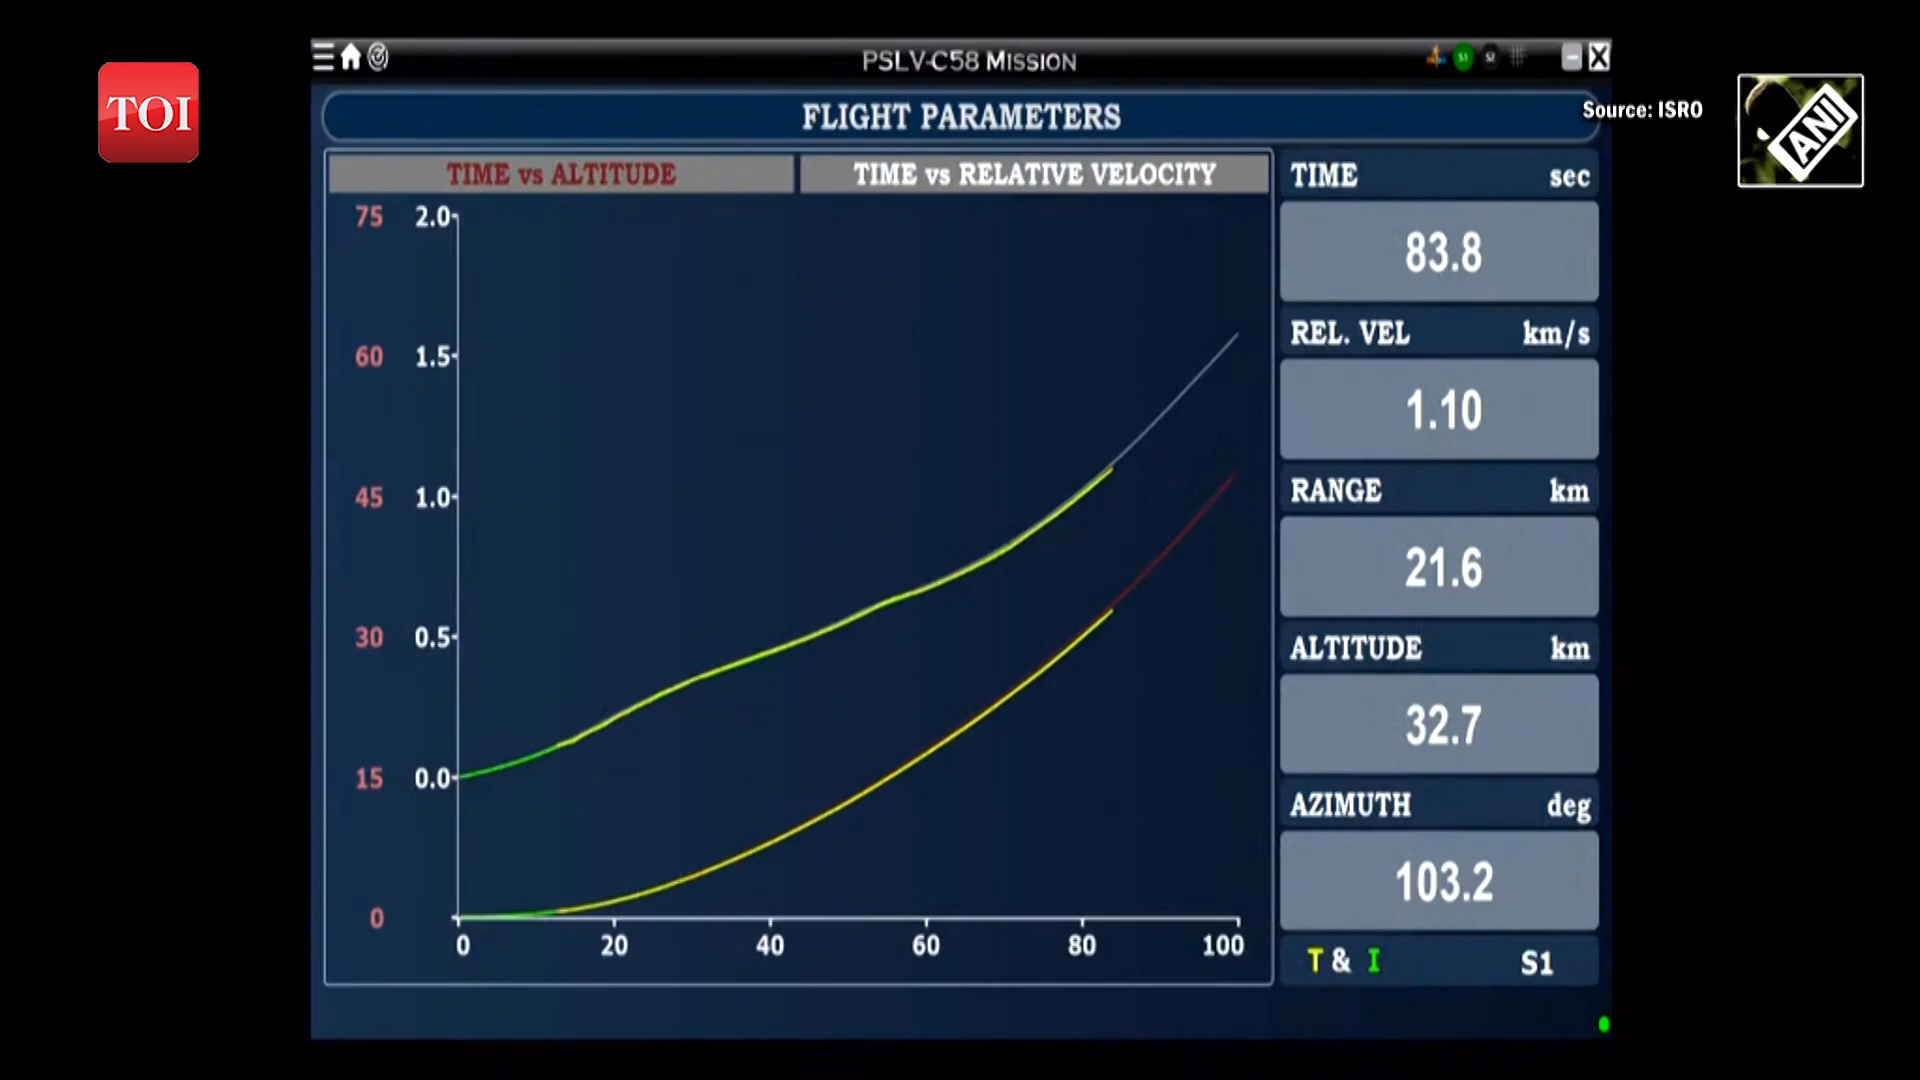 TOI
PSLV-C58 MISSION
S1
S2
FLIGHT PARAMETERS
Source: ISRO
ANI
TIME vs ALTITUDE
TIME vs RELATIVE VELOCITY
75 2.0
60 1.5
45 1.0
30 0.5
15 0.0
0
0 20 40 60 80 100
TIME sec
83.8
REL. VEL km/s
1.10
RANGE km
21.6
ALTITUDE km
32.7
AZIMUTH deg
103.2
T & I S1